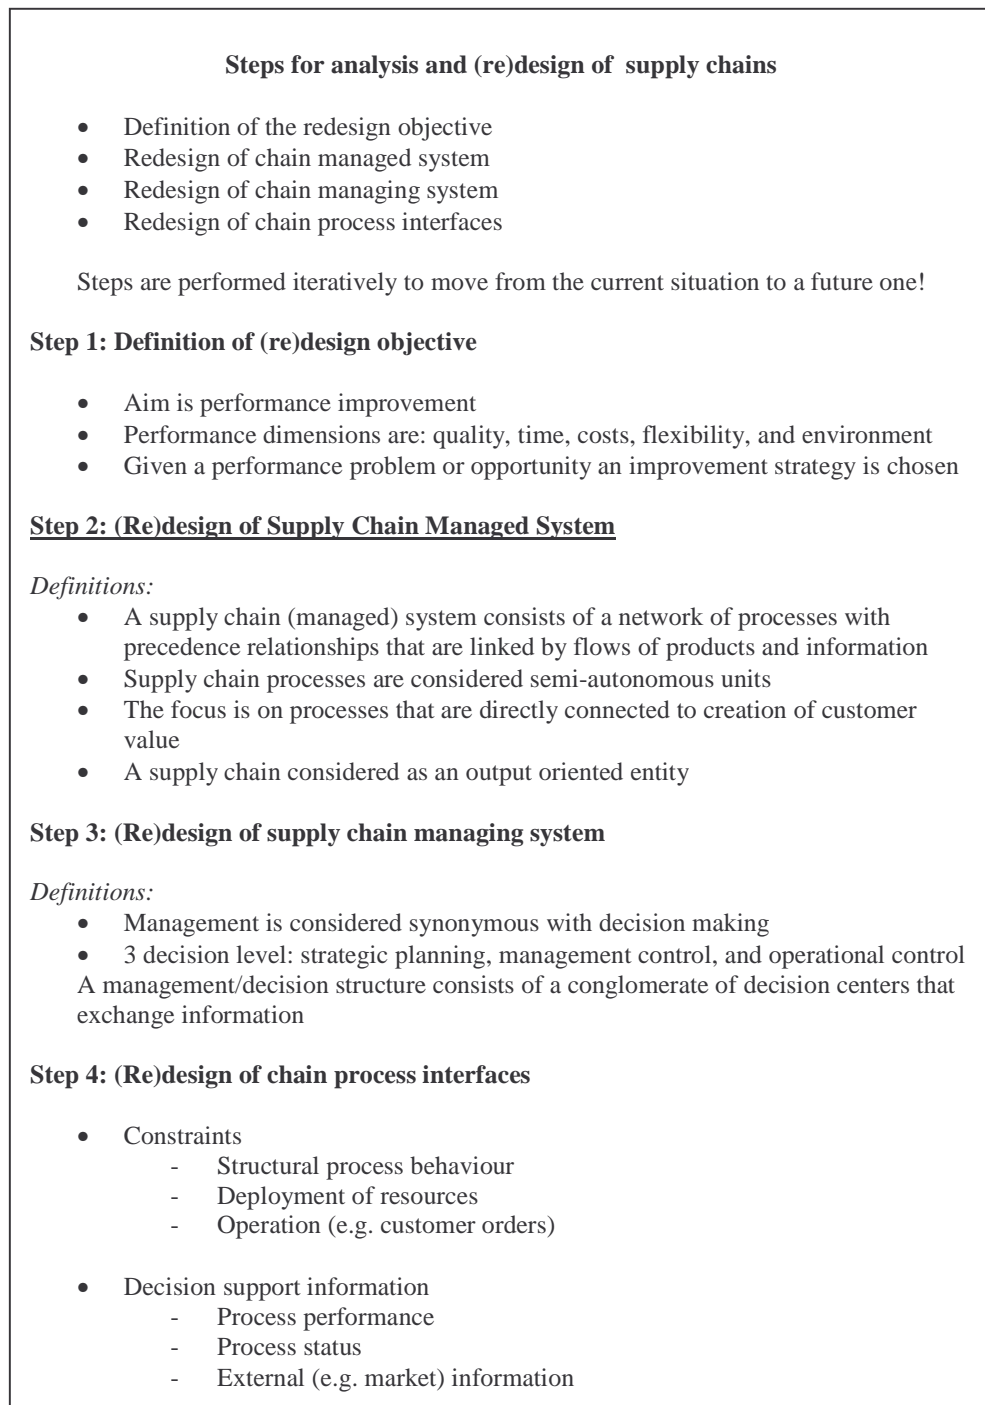 Steps for analysis and (re)design of  supply chains
• Definition of the redesign objective
• Redesign of chain managed system
• Redesign of chain managing system
• Redesign of chain process interfaces
Steps are performed iteratively to move from the current situation to a future one!
Step 1: Definition of (re)design objective
• Aim is performance improvement
• Performance dimensions are: quality, time, costs, flexibility, and environment
• Given a performance problem or opportunity an improvement strategy is chosen
Step 2: (Re)design of Supply Chain Managed System
Definitions:
• A supply chain (managed) system consists of a network of processes with
precedence relationships that are linked by flows of products and information
• Supply chain processes are considered semi-autonomous units
• The focus is on processes that are directly connected to creation of customer
value
• A supply chain considered as an output oriented entity
Step 3: (Re)design of supply chain managing system
Definitions:
• Management is considered synonymous with decision making
• 3 decision level: strategic planning, management control, and operational control
A management/decision structure consists of a conglomerate of decision centers that
exchange information
Step 4: (Re)design of chain process interfaces
• Constraints
- Structural process behaviour
- Deployment of resources
- Operation (e.g. customer orders)
• Decision support information
- Process performance
- Process status
- External (e.g. market) information